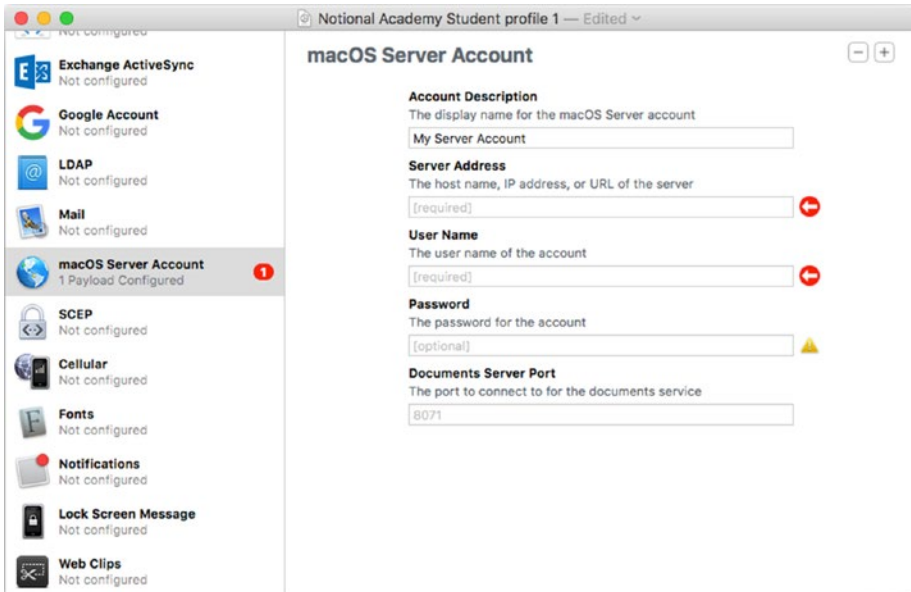 Notional Academy Student profile 1 — Edited
Not configured
Exchange ActiveSync
Not configured
Google Account
Not configured
LDAP
Not configured
Mail
Not configured
macOS Server Account
1 Payload Configured
1
SCEP
Not configured
Cellular
Not configured
Fonts
Not configured
Notifications
Not configured
Lock Screen Message
Not configured
Web Clips
Not configured
macOS Server Account
Account Description
The display name for the macOS Server account
My Server Account
Server Address
The host name, IP address, or URL of the server
[required]
User Name
The user name of the account
[required]
Password
The password for the account
[optional]
Documents Server Port
The port to connect to for the documents service
8071